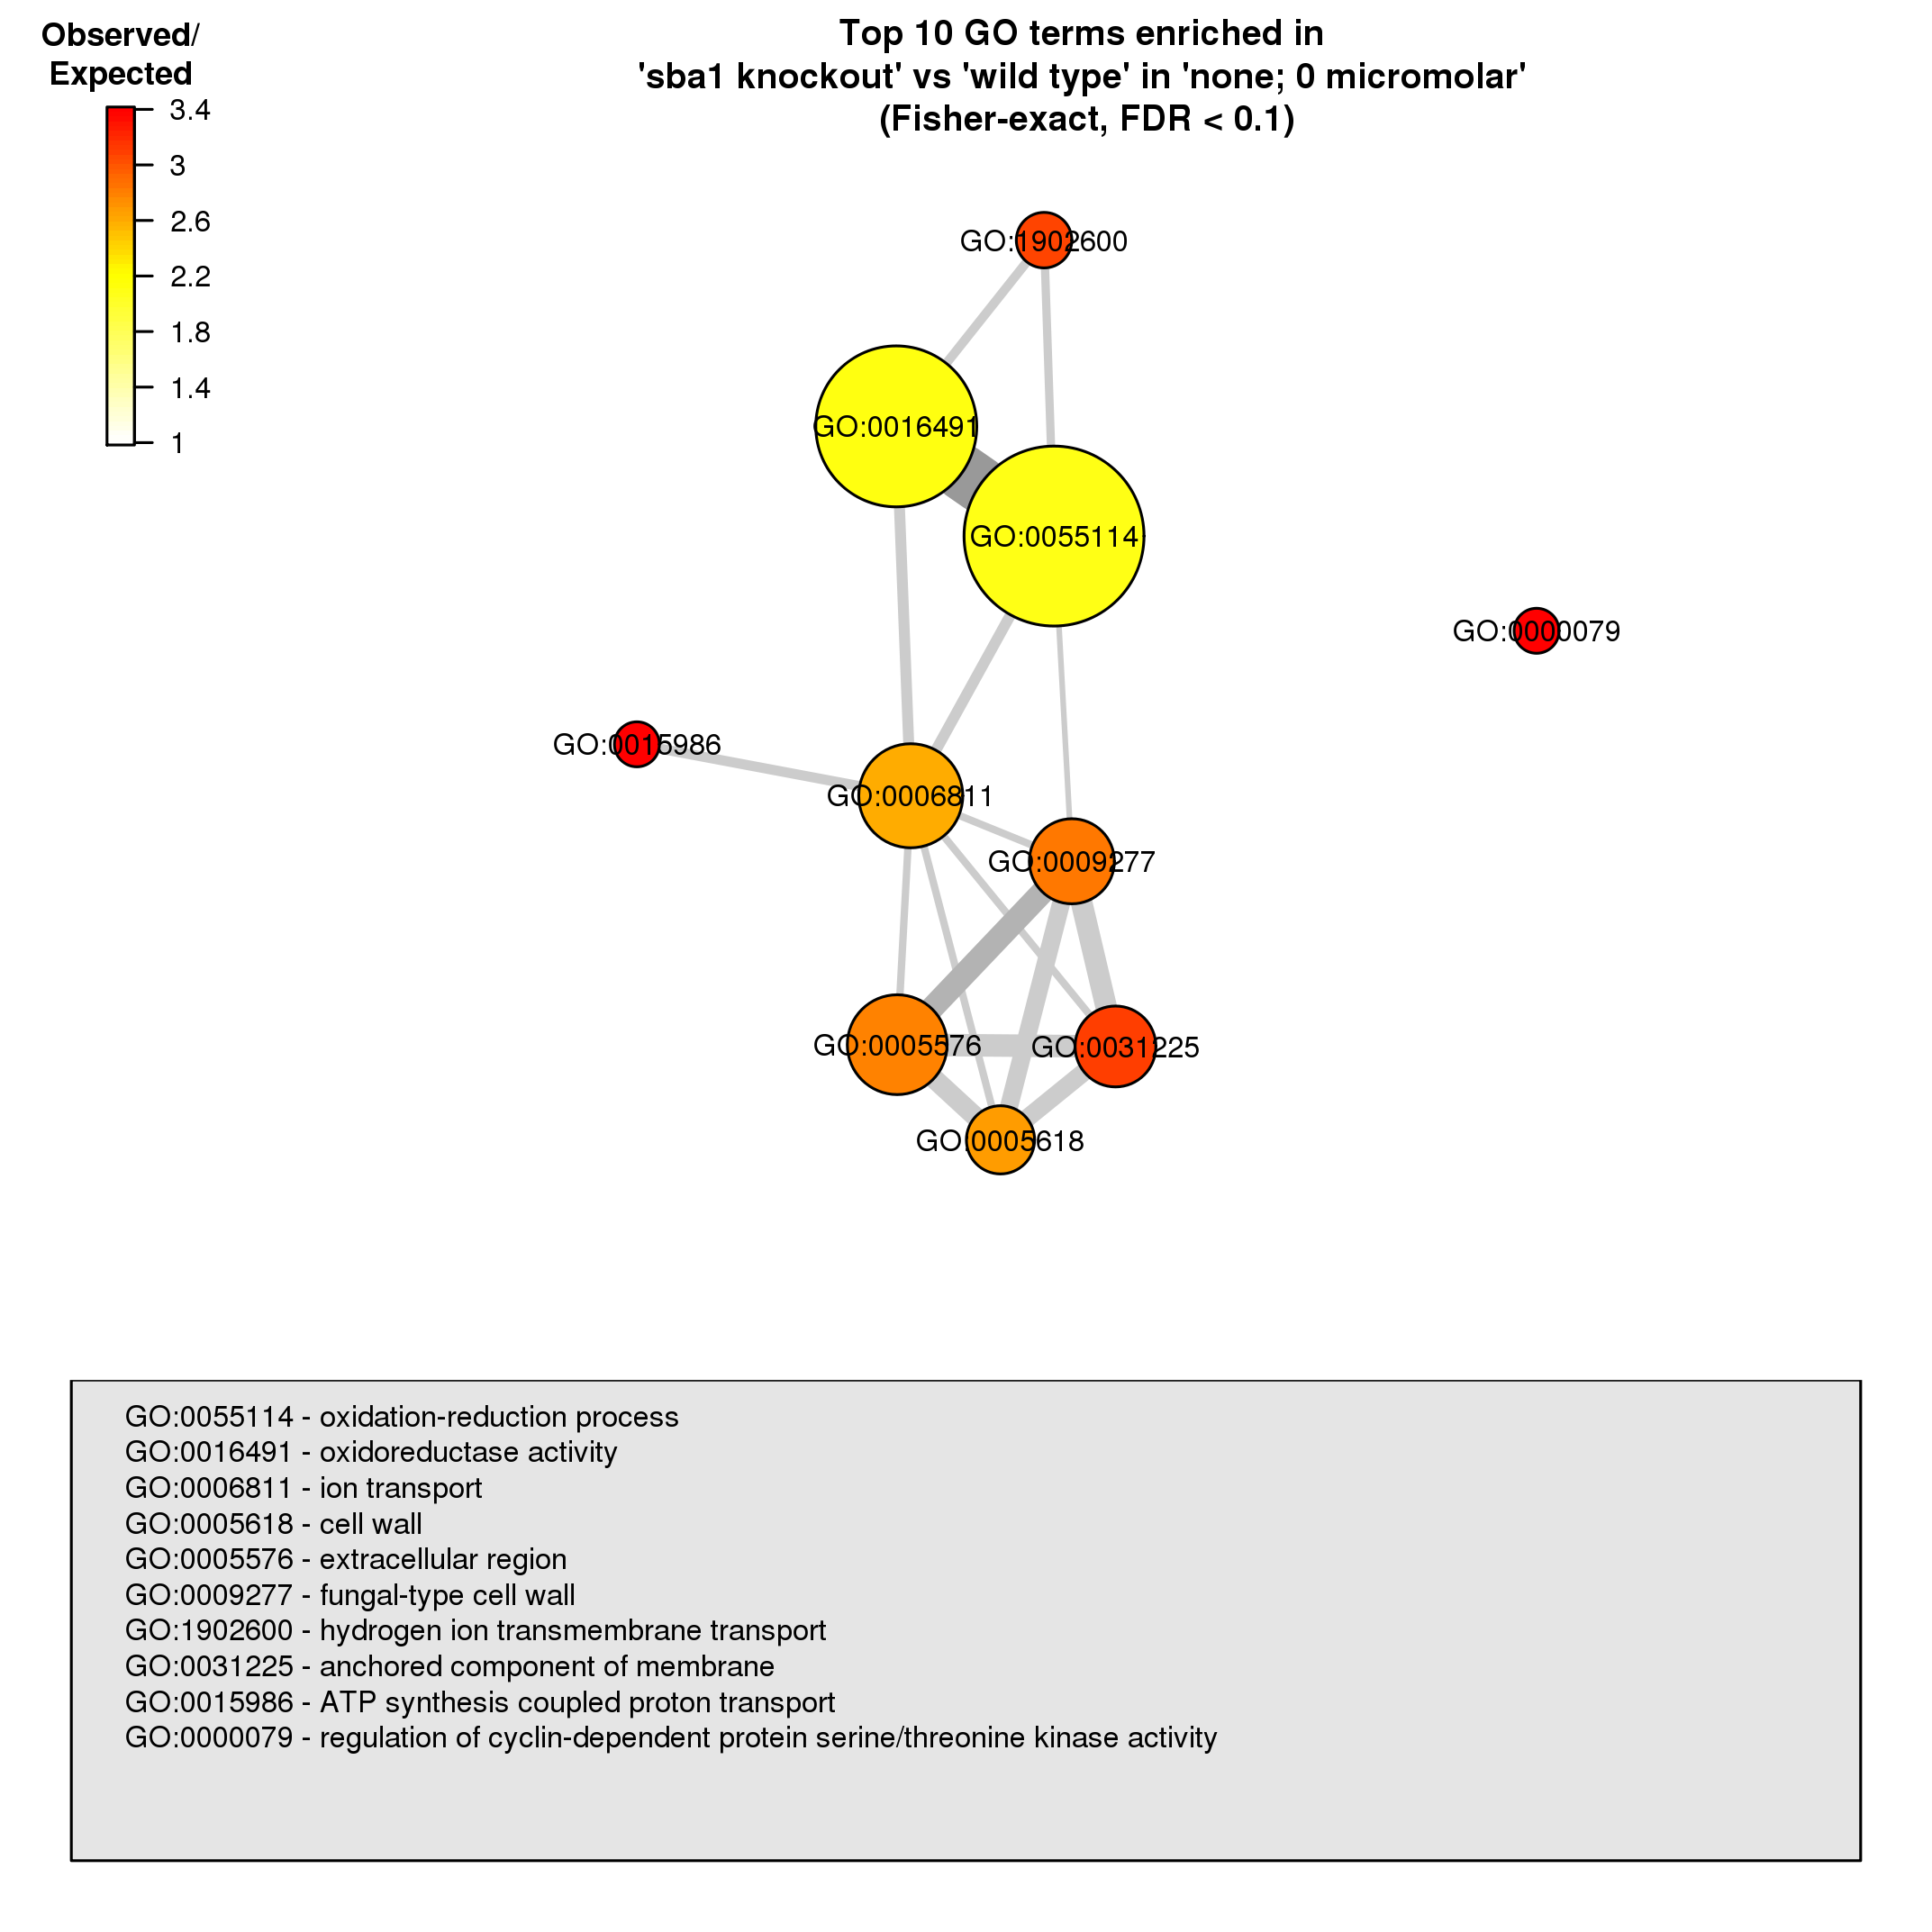 Observed/
Expected
3.4
3
2.6
2.2
1.8
1.4
1
Top 10 GO terms enriched in
'sba1 knockout' vs 'wild type' in 'none; 0 micromolar'
(Fisher-exact, FDR < 0.1)
GO:1902600
GO:0016491
GO:0055114
GO:0000079
GO:0015986
GO:0006811
GO:0009277
GO:0005576
GO:0031225
GO:0005618
GO:0055114 - oxidation-reduction process
GO:0016491 - oxidoreductase activity
GO:0006811 - ion transport
GO:0005618 - cell wall
GO:0005576 - extracellular region
GO:0009277 - fungal-type cell wall
GO:1902600 - hydrogen ion transmembrane transport
GO:0031225 - anchored component of membrane
GO:0015986 - ATP synthesis coupled proton transport
GO:0000079 - regulation of cyclin-dependent protein serine/threonine kinase activity